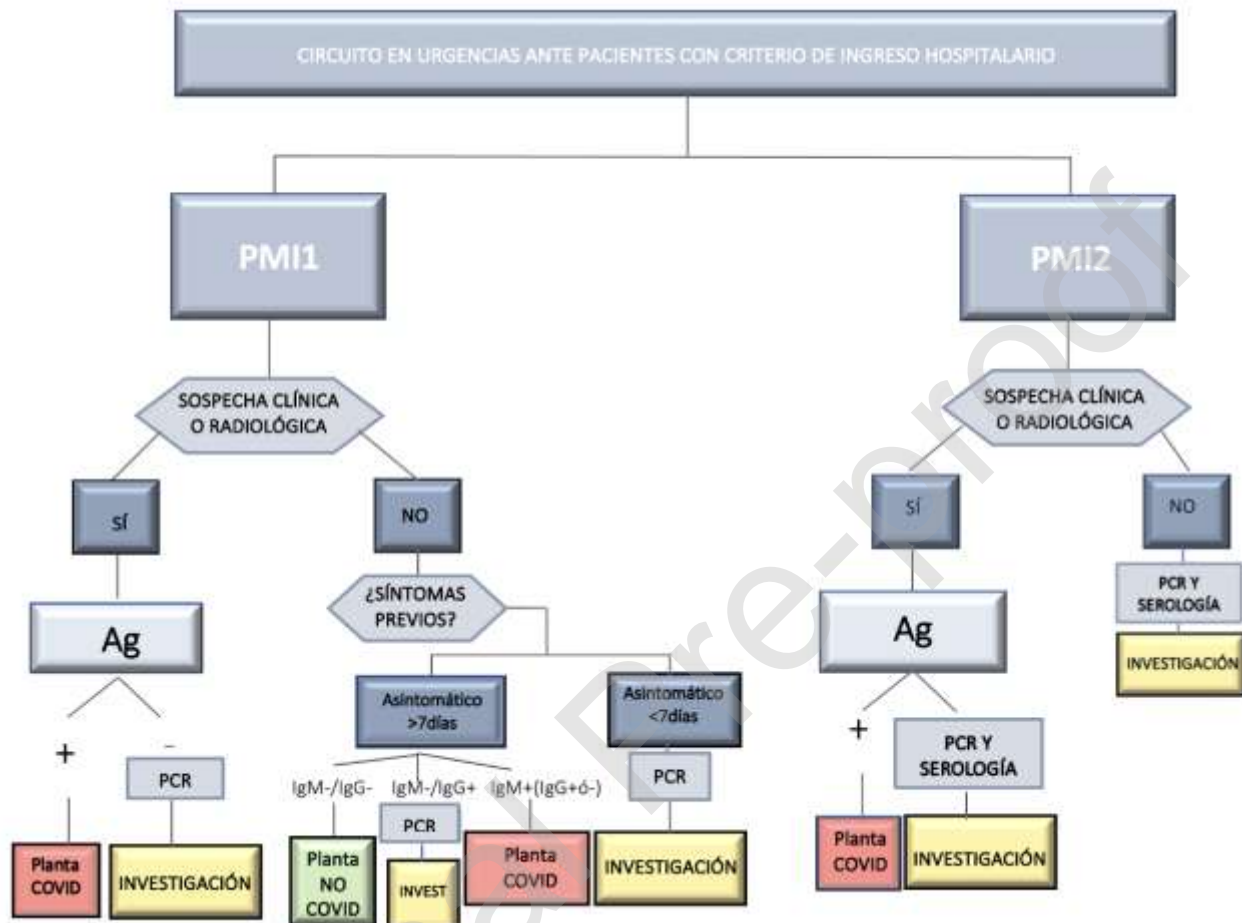 CIRCUITO EN URGENCIAS ANTE PACIENTES CON CRITERIO DE INGRESO HOSPITALARIO
PMI1
PMI2
SOSPECHA CLÍNICA
O RADIOLÓGICA
SOSPECHA CLÍNICA
O RADIOLÓGICA
SÍ
NO
SÍ
NO
¿SÍNTOMAS
PREVIOS?
PCR Y
SEROLOGÍA
Ag
Ag
INVESTIGACIÓN
Asintomático
>7días
Asintomático
<7días
+
-
PCR
IgM-/IgG-
IgM-/IgG+
IgM+(IgG+ó-)
PCR
PCR
+
PCR Y
SEROLOGÍA
Planta
COVID
INVESTIGACIÓN
Planta
NO
COVID
INVEST
Planta
COVID
INVESTIGACIÓN
Planta
COVID
INVESTIGACIÓN
al Pre-proof